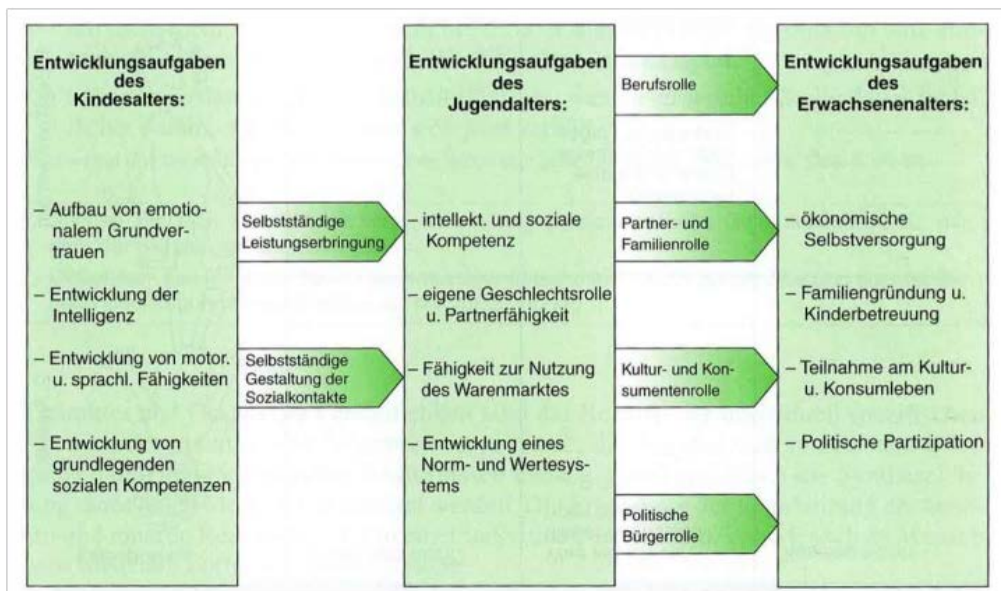 Entwicklungsaufgaben
des
Kindesalters:
– Aufbau von emotio-
nalem Grundver-
trauen
– Entwicklung der
Intelligenz
– Entwicklung von motor.
u. sprachl. Fähigkeiten
– Entwicklung von
grundlegenden
sozialen Kompetenzen
Selbstständige
Leistungserbringung
Selbstständige
Gestaltung der
Sozialkontakte
Entwicklungsaufgaben
des
Jugendalters:
– intellekt. und soziale
Kompetenz
– eigene Geschlechtsrolle
u. Partnerfähigkeit
– Fähigkeit zur Nutzung
des Warenmarktes
– Entwicklung eines
Norm- und Wertesys-
tems
Berufsrolle
Partner- und
Familienrolle
Kultur- und Kon-
sumentenrolle
Politische
Bürgerrolle
Entwicklungsaufgaben
des
Erwachsenenalters:
– ökonomische
Selbstversorgung
– Familiengründung u.
Kinderbetreuung
– Teilnahme am Kultur-
u. Konsumleben
– Politische Partizipation